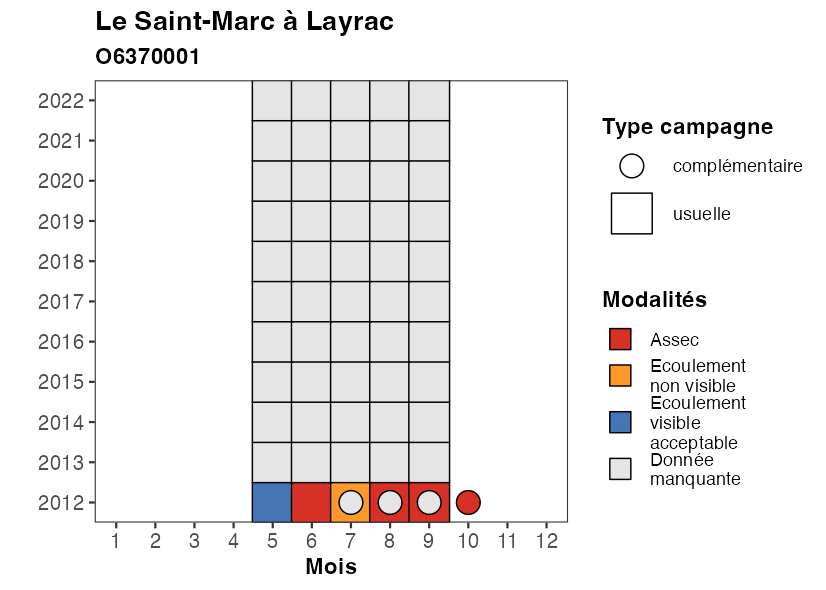 Le Saint-Marc à Layrac
O6370001
2022
2021
2020
2019
2018
2017
2016
2015
2014
2013
2012
1 2 3 4 5 6 7 8 9 10 11 12
Mois
Type campagne
complémentaire
usuelle
Modalités
Assec
Ecoulement
non visible
Ecoulement
visible
acceptable
Donnée
manquante